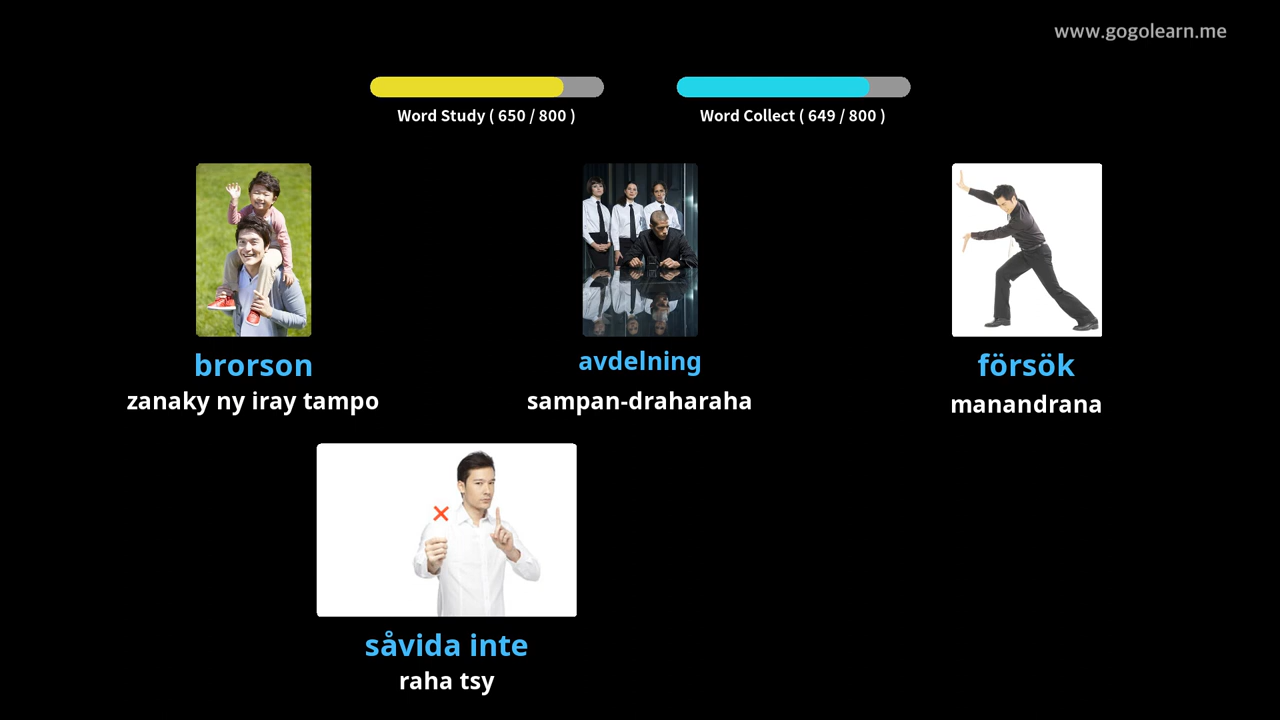 www.gogolearn.me
Word Study ( 650 / 800 )
Word Collect ( 649 / 800 )
brorson
zanaky ny iray tampo
avdelning
sampan-draharaha
försök
manandrana
såvida inte
raha tsy